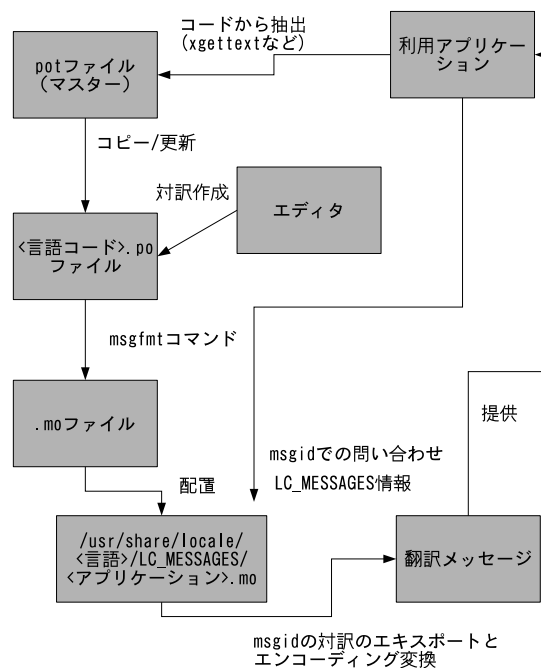 コードから抽出
(xgettextなど)
利用アプリケー
ション
potファイル
(マスター)
コピー/更新
対訳作成
エディタ
<言語コード>.po
ファイル
msgfmtコマンド
.moファイル
提供
msgidでの問い合わせ
LC_MESSAGES情報
配置
/usr/share/locale/
<言語>/LC_MESSAGES/
<アプリケーション>.mo
翻訳メッセージ
msgidの対訳のエキスポートと
エンコーディング変換